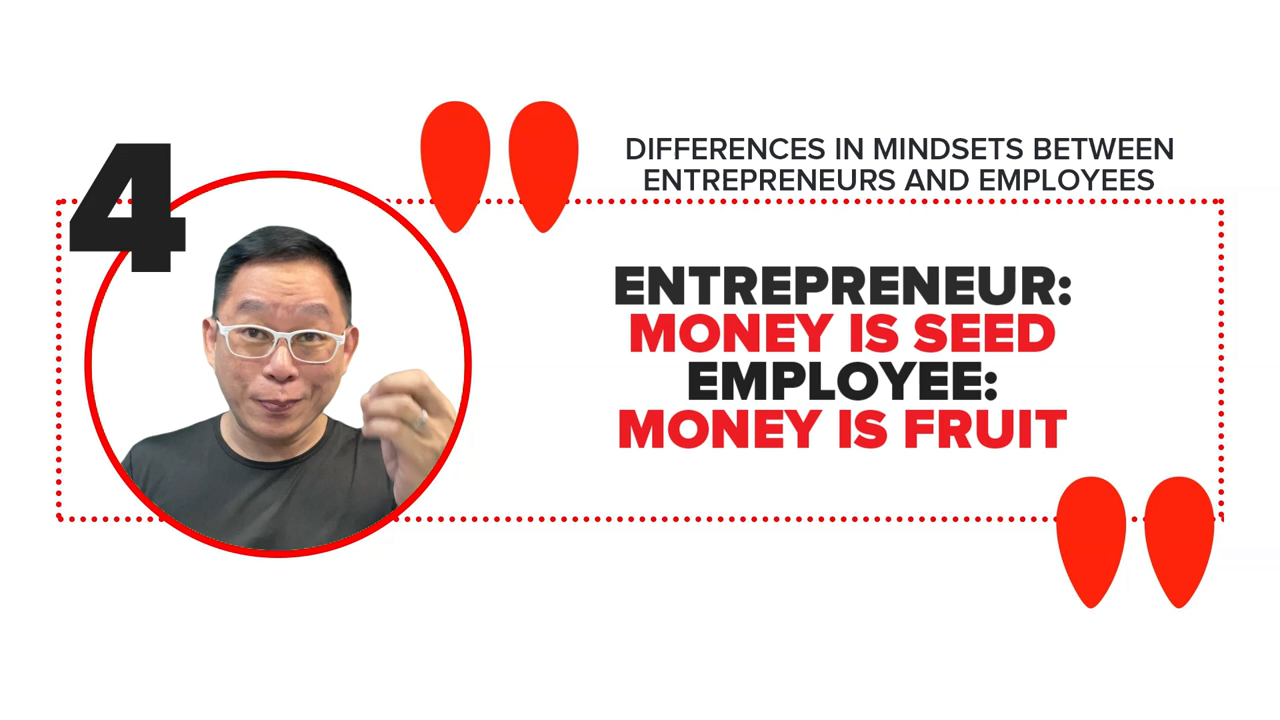 4
DIFFERENCES IN MINDSETS BETWEEN
ENTREPRENEURS AND EMPLOYEES
ENTREPRENEUR:
MONEY IS SEED
EMPLOYEE:
MONEY IS FRUIT